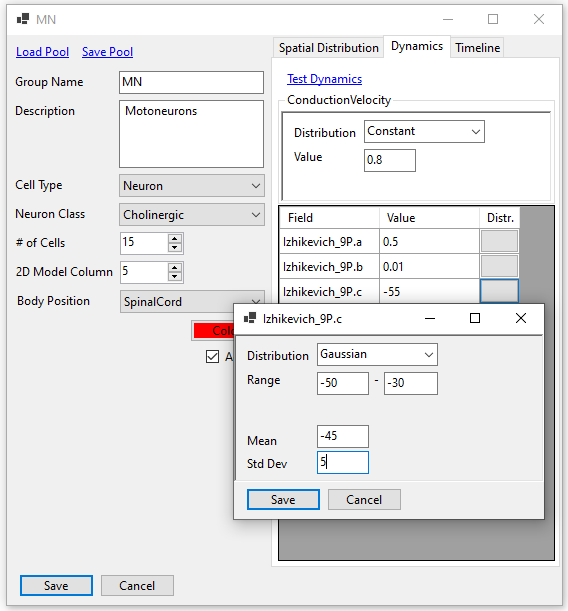 MN
Load Pool Save Pool
Group Name MN
Description Motoneurons
Cell Type Neuron
Neuron Class Cholinergic
# of Cells 15
2D Model Column 5
Body Position SpinalCord
Spatial Distribution Dynamics Timeline
Test Dynamics
ConductionVelocity
Distribution Constant
Value 0.8
Field Value Distr.
Izhikevich_9P.a 0.5
Izhikevich_9P.b 0.01
Izhikevich_9P.c -55
Izhikevich_9P.c
Distribution Gaussian
Range -50 - -30
Mean -45
Std Dev 5
Save Cancel
Save Cancel